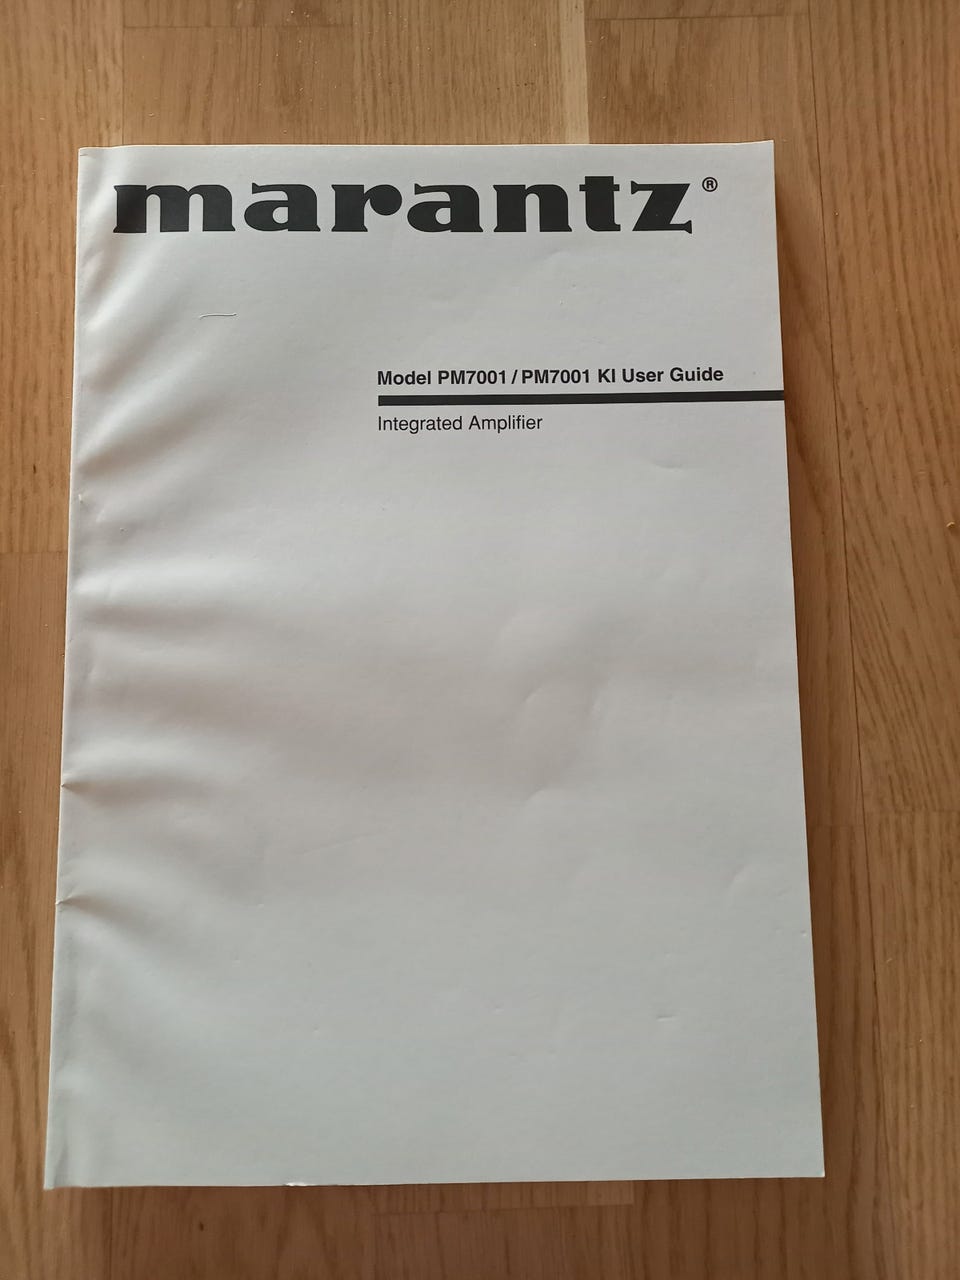 marantz®
Model PM7001 / PM7001 KI User Guide
Integrated Amplifier